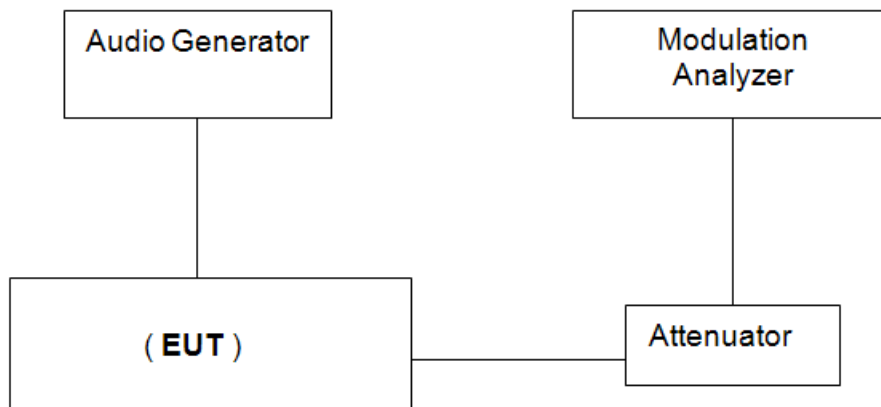 Audio Generator
Modulation
Analyzer
( EUT )
Attenuator